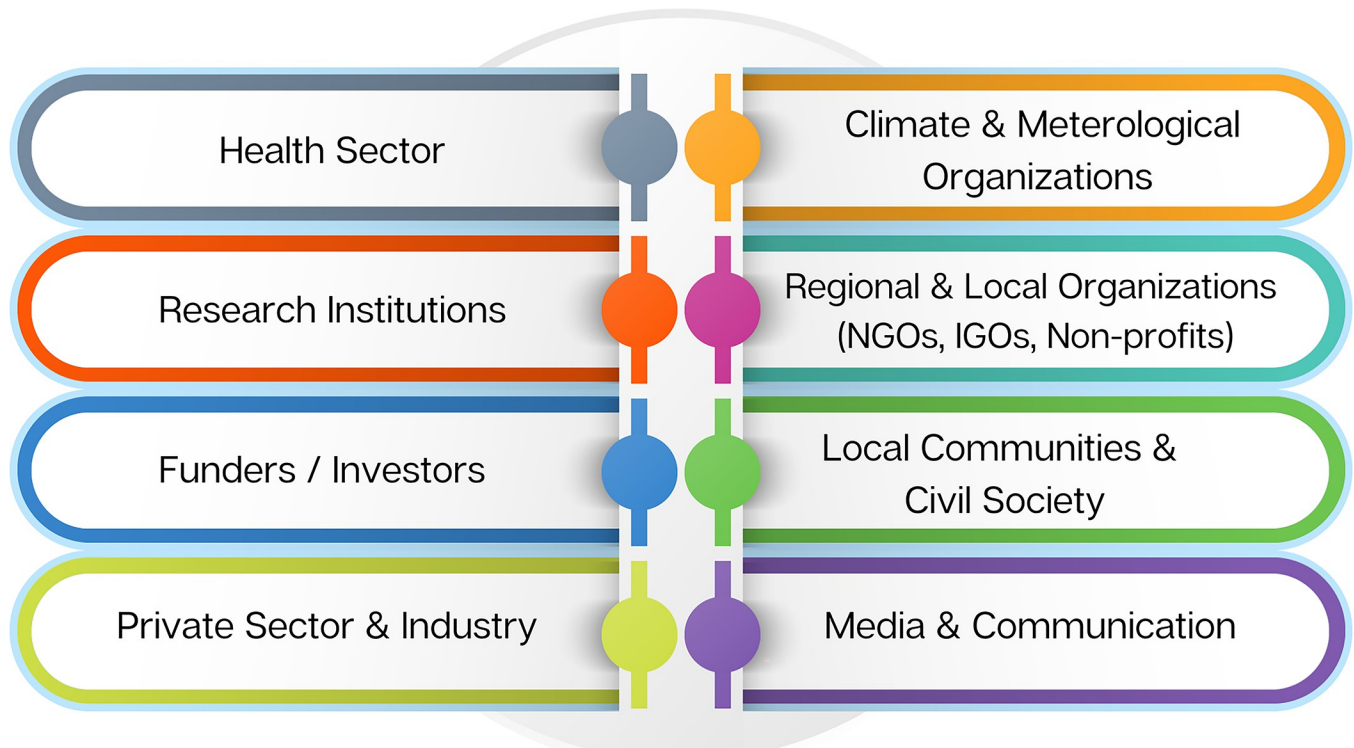 Health Sector
Climate & Meterological
Organizations
Research Institutions
Regional & Local Organizations
(NGOs, IGOs, Non-profits)
Funders / Investors
Local Communities &
Civil Society
Private Sector & Industry
Media & Communication